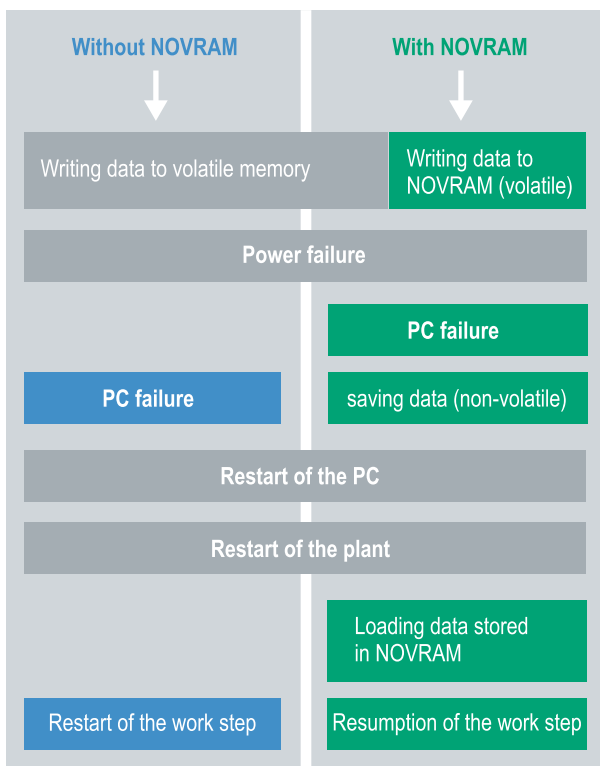 Without NOVRAM
With NOVRAM
Writing data to volatile memory
Writing data to
NOVRAM (volatile)
Power failure
PC failure
PC failure
saving data (non-volatile)
Restart of the PC
Restart of the plant
Loading data stored
in NOVRAM
Restart of the work step
Resumption of the work step